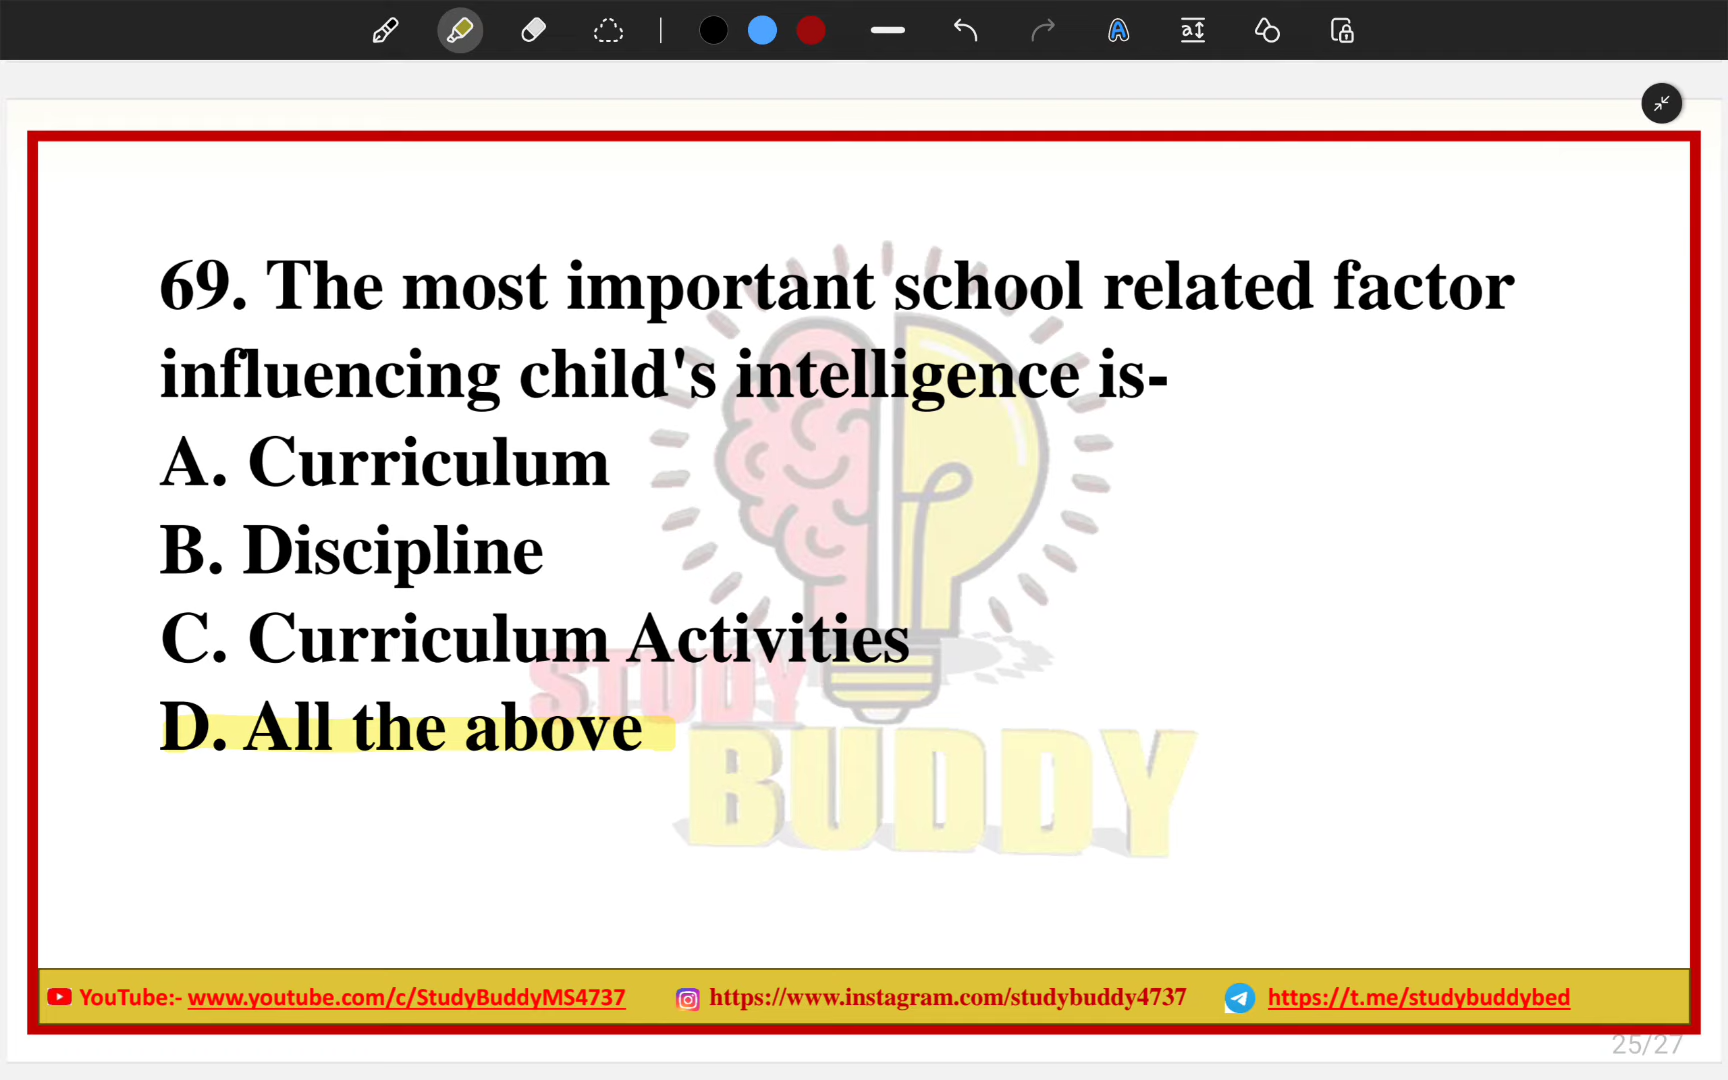 69. The most important school related factor
influencing child's intelligence is-
A. Curriculum
B. Discipline
C. Curriculum Activities
D. All the above
STUDY
BUDDY
YouTube:- www.youtube.com/c/StudyBuddyMS4737 https://www.instagram.com/studybuddy4737 https://t.me/studybuddybed
25/27